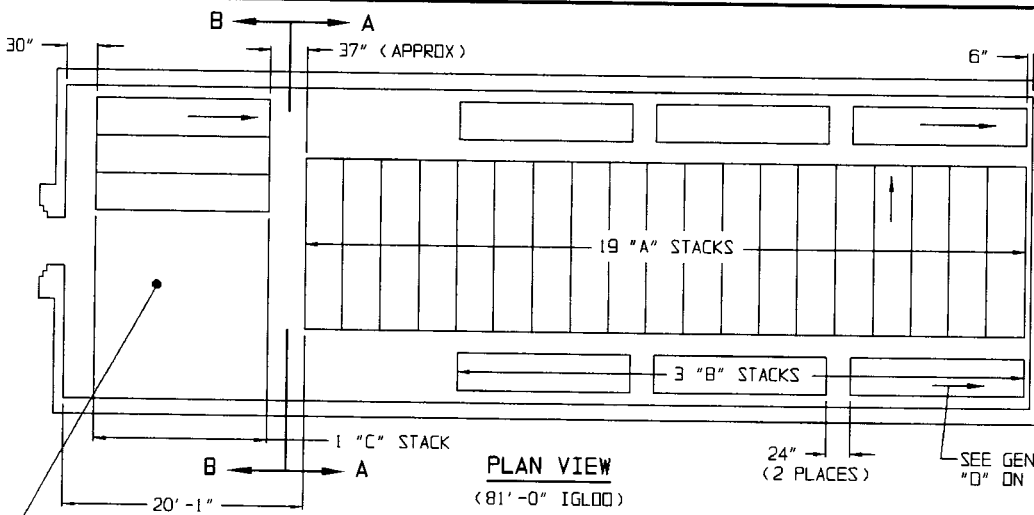 B A
30"
37" (APPROX)
6"
19 "A" STACKS
3 "B" STACKS
1 "C" STACK
B A
PLAN VIEW
(81'-0" IGLOO)
24"
(2 PLACES)
SEE GEN
"D" ON
20'-1"